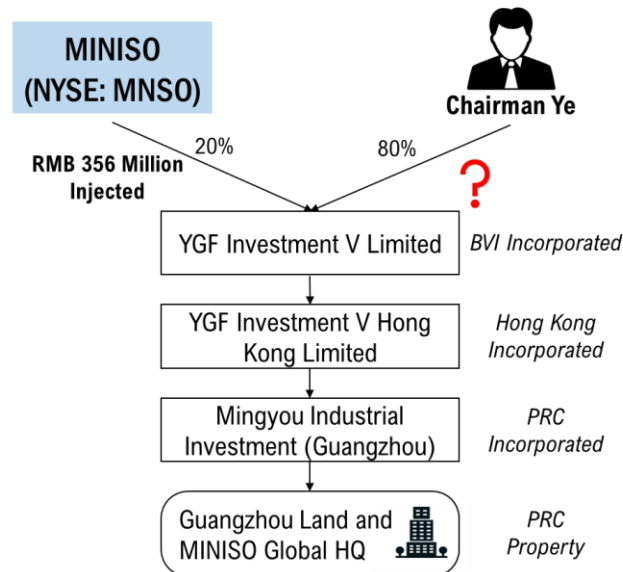 MINISO
(NYSE: MNSO)
Chairman Ye
20%
80%
RMB 356 Million
Injected
?
YGF Investment V Limited
BVI Incorporated
YGF Investment V Hong
Kong Limited
Hong Kong
Incorporated
Mingyou Industrial
Investment (Guangzhou)
PRC
Incorporated
Guangzhou Land and
MINISO Global HQ
PRC
Property